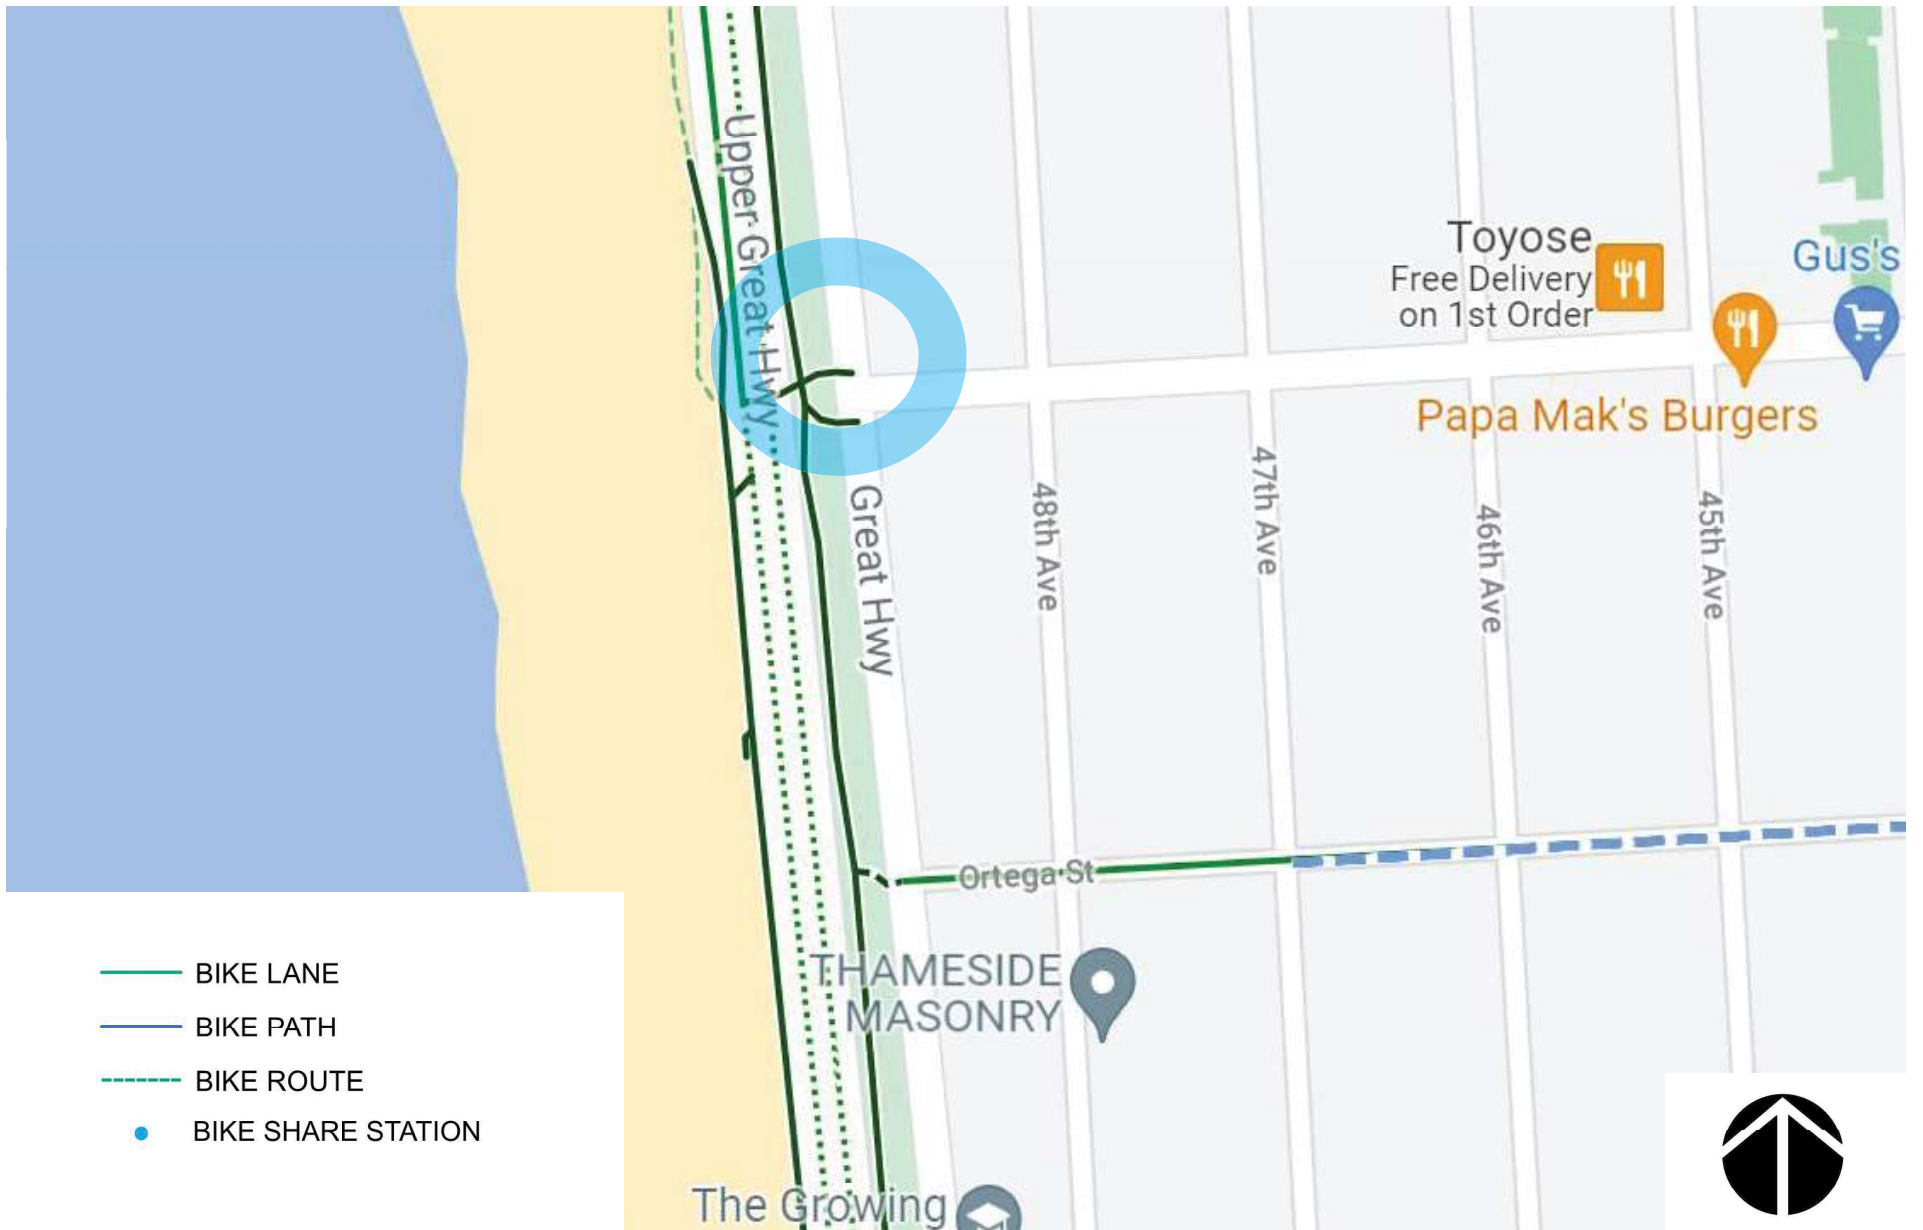 Upper Great Hwy
Toyose
Free Delivery
on 1st Order
Gus's
Papa Mak's Burgers
Great Hwy
48th Ave
47th Ave
46th Ave
45th Ave
Ortega St
THAMESIDE
MASONRY
The Growing
BIKE LANE
BIKE PATH
BIKE ROUTE
BIKE SHARE STATION